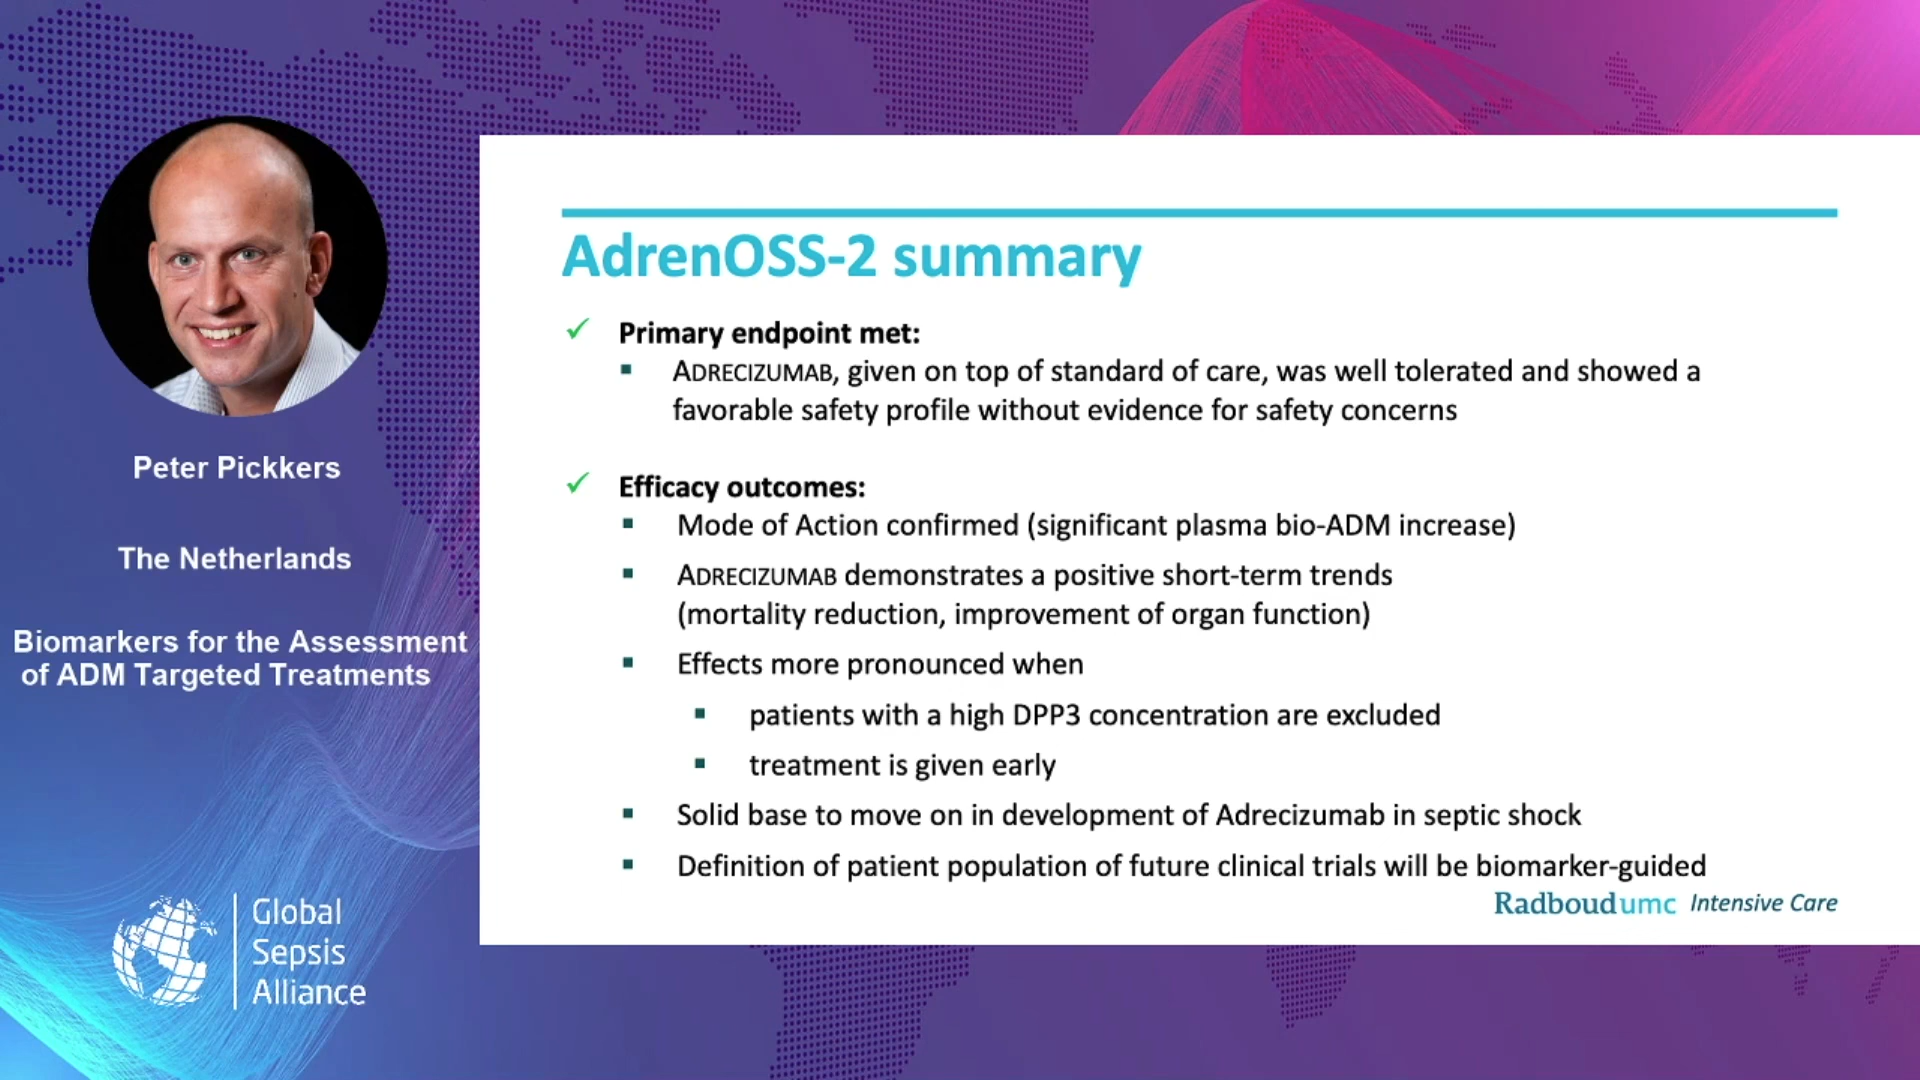 Peter Pickkers
The Netherlands
Biomarkers for the Assessment
of ADM Targeted Treatments
Global
Sepsis
Alliance
AdrenOSS-2 summary
✓ Primary endpoint met:
▪ ADRECIZUMAB, given on top of standard of care, was well tolerated and showed a
favorable safety profile without evidence for safety concerns
✓ Efficacy outcomes:
▪ Mode of Action confirmed (significant plasma bio-ADM increase)
▪ ADRECIZUMAB demonstrates a positive short-term trends
(mortality reduction, improvement of organ function)
▪ Effects more pronounced when
▪ patients with a high DPP3 concentration are excluded
▪ treatment is given early
▪ Solid base to move on in development of Adrecizumab in septic shock
▪ Definition of patient population of future clinical trials will be biomarker-guided
Radboudumc Intensive Care